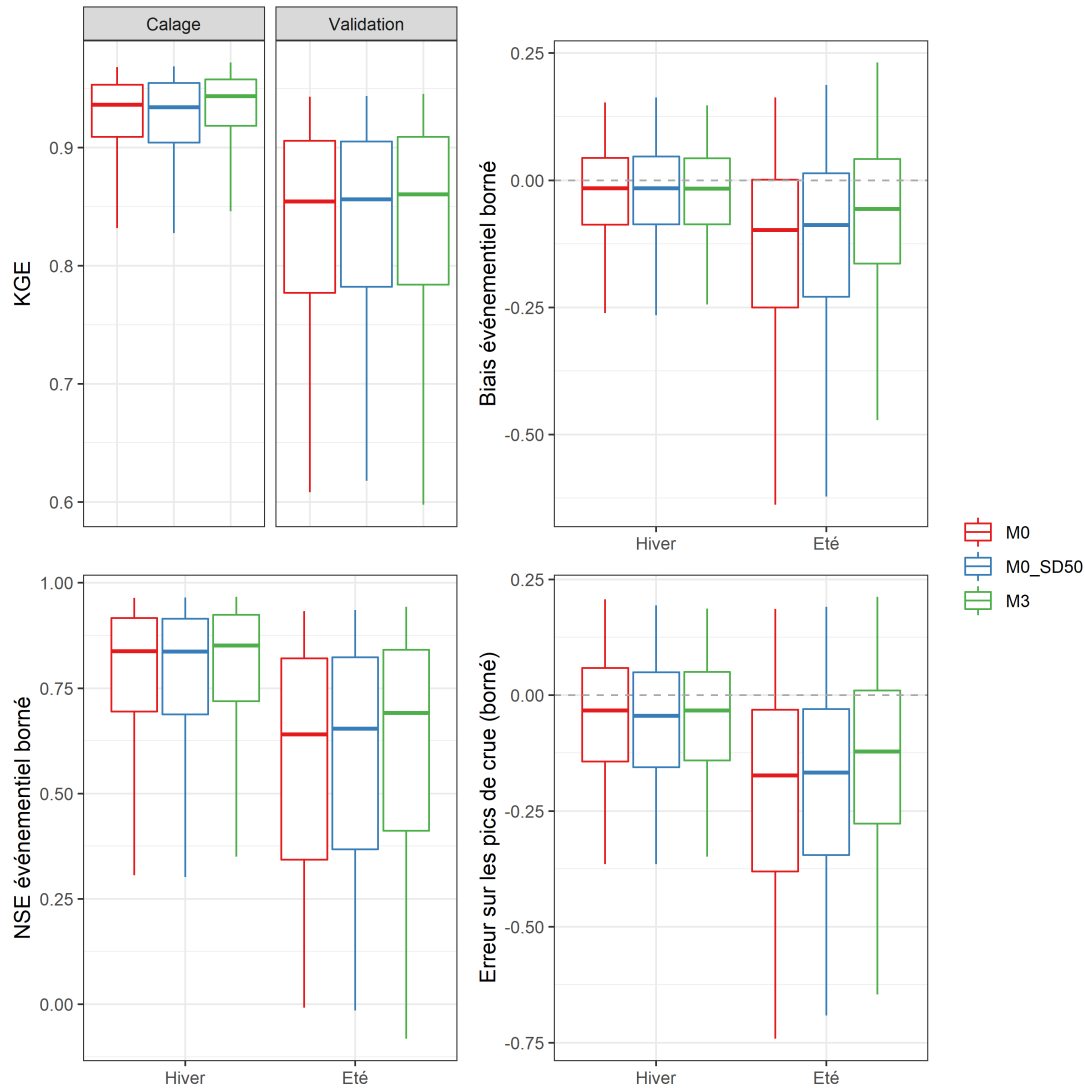 Calage
Validation
KGE
0.9
0.8
0.7
0.6
Biais événementiel borné
0.25
0.00
-0.25
-0.50
Hiver
Eté
NSE événementiel borné
1.00
0.75
0.50
0.25
0.00
Hiver
Eté
Erreur sur les pics de crue (borné)
0.25
0.00
-0.25
-0.50
-0.75
Hiver
Eté
M0
M0_SD50
M3